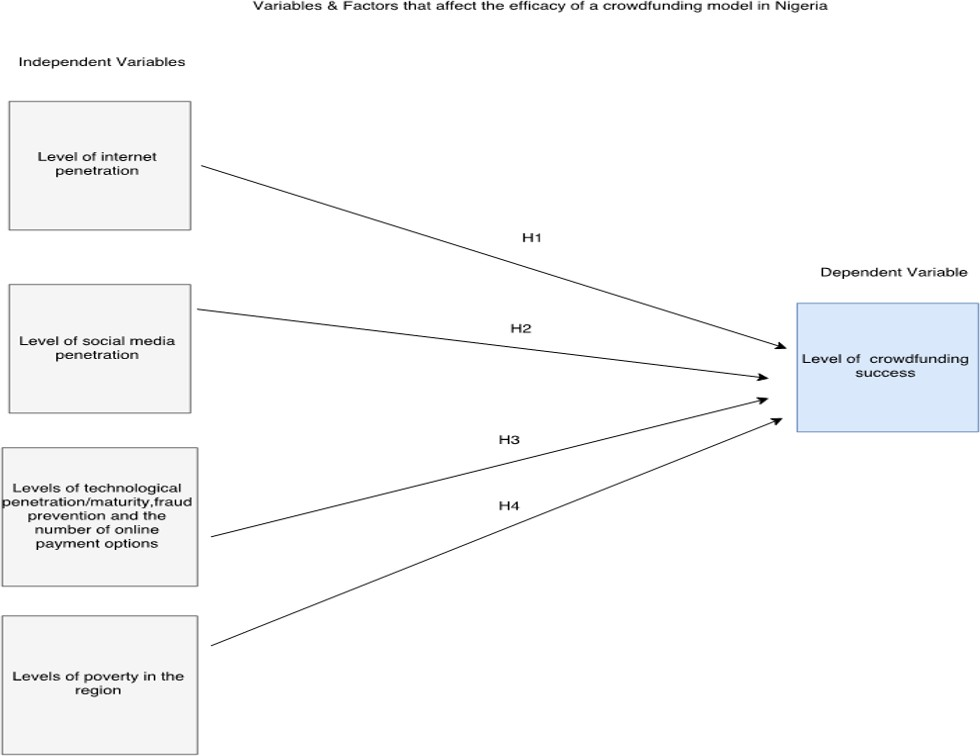 Variables & Factors that affect the efficacy of a crowdfunding model in Nigeria
Independent Variables
Level of internet
penetration
H1
Dependent Variable
Level of social media
penetration
H2
Level of crowdfunding
success
Levels of technological
penetration/maturity,fraud
prevention and the
number of online
payment options
H3
H4
Levels of poverty in the
region